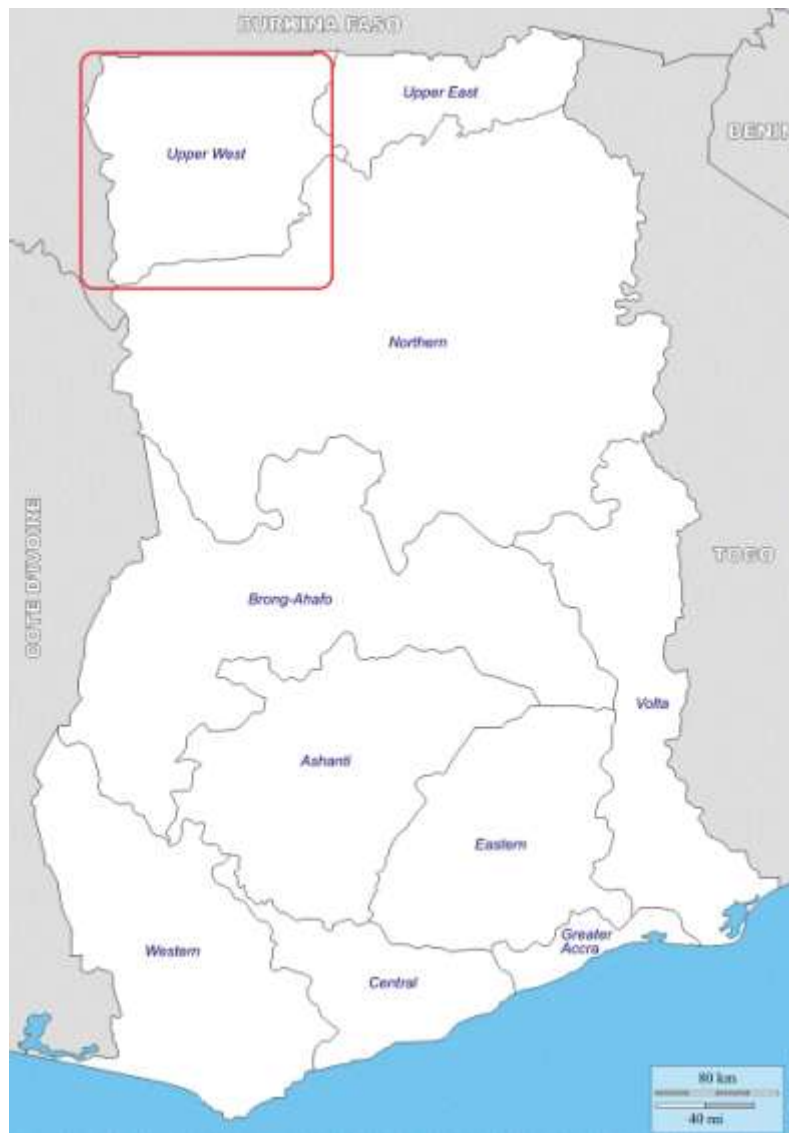 BURKINA FASO
Upper East
BENIN
Upper West
Northern
COTE D'IVOIRE
TOGO
Brong-Ahafo
Volta
Ashanti
Eastern
Greater
Accra
Western
Central
80 km
40 mi